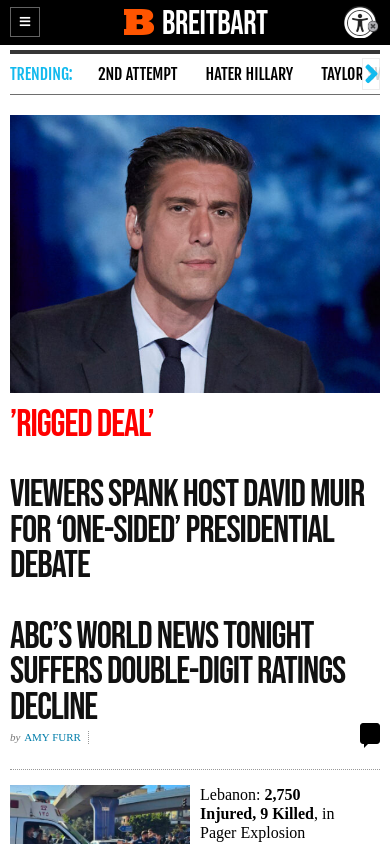 B BREITBART
TRENDING: 2ND ATTEMPT HATER HILLARY TAYLOR
’RIGGED DEAL’
VIEWERS SPANK HOST DAVID MUIR
FOR ‘ONE-SIDED’ PRESIDENTIAL
DEBATE
ABC’S WORLD NEWS TONIGHT
SUFFERS DOUBLE-DIGIT RATINGS
DECLINE
by AMY FURR
Lebanon: 2,750
Injured, 9 Killed, in
Pager Explosion